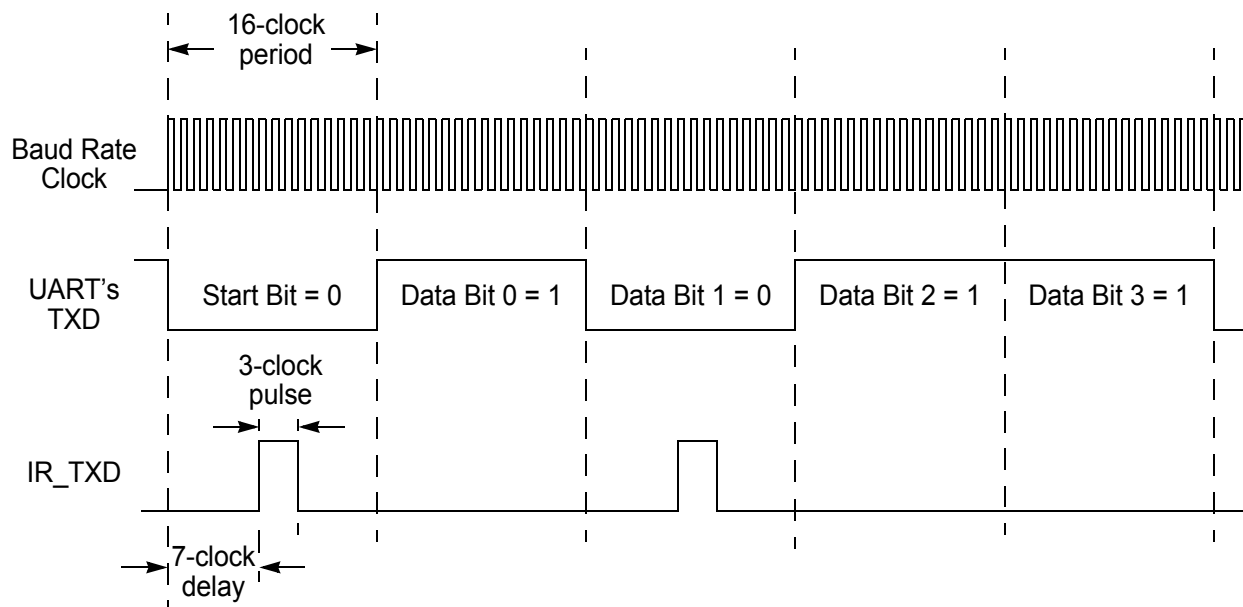 16-clock
period
Baud Rate
Clock
UART’s
TXD
Start Bit = 0
Data Bit 0 = 1
Data Bit 1 = 0
Data Bit 2 = 1
Data Bit 3 = 1
3-clock
pulse
IR_TXD
7-clock
delay